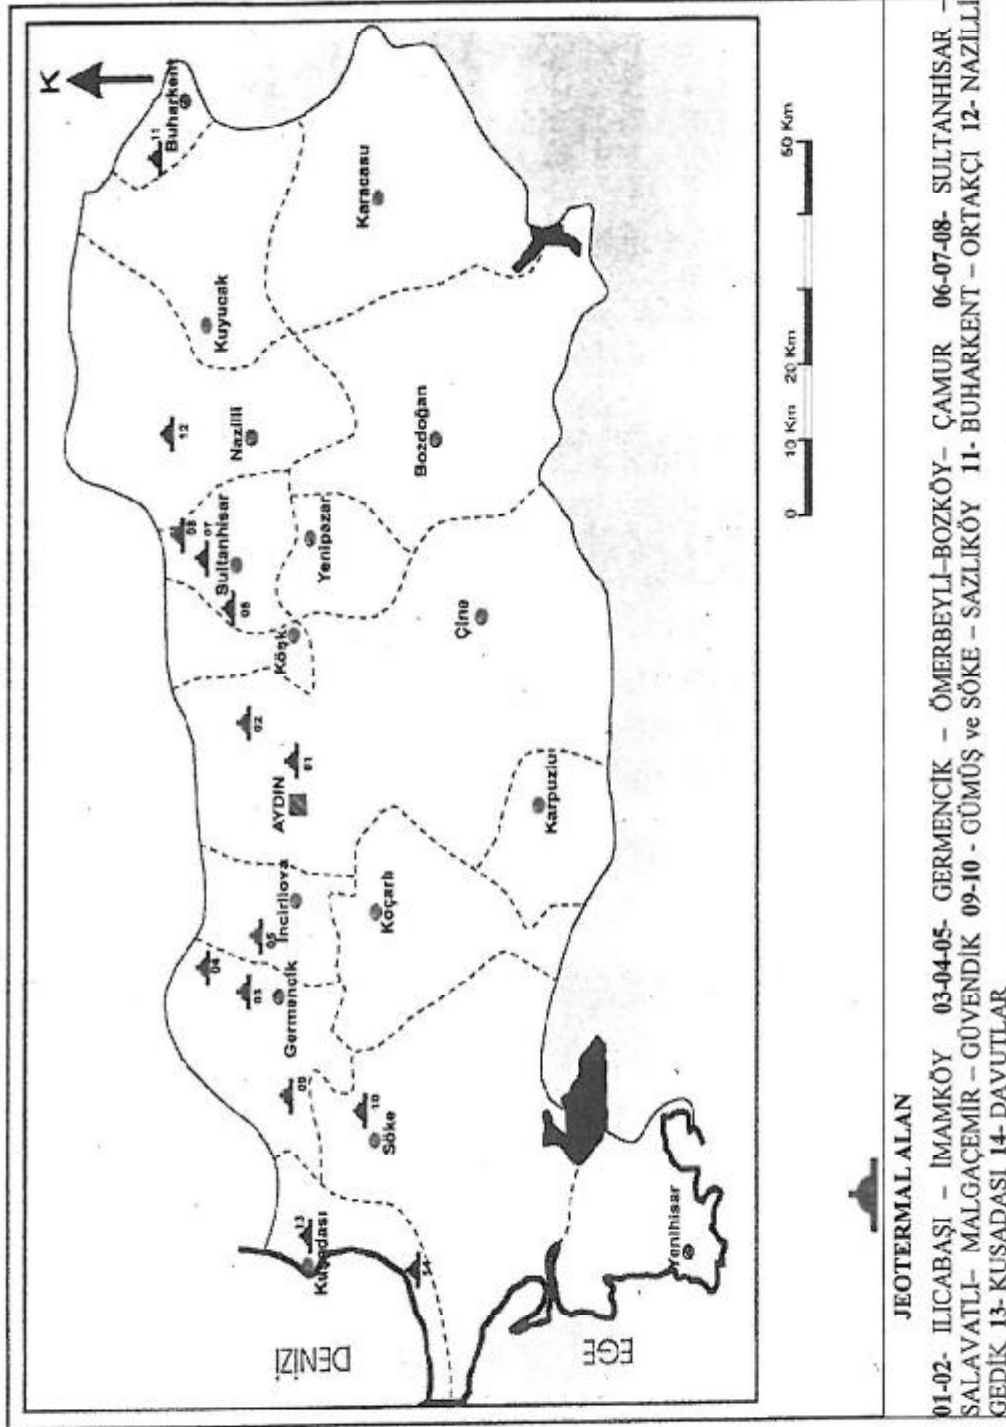 K
11
Buharkent
Karacasu
Kuyucak
12
Nazilli
Bozdoğan
08
07
Sultanhisar
06
Yenipazar
Köşk
Çine
02
01
AYDIN
Karpuzlu
İncirliova
Koçarlı
05
04
03
Germencik
09
10
Söke
13
Kuşadası
14
Yenihisar
DENİZİ
EGE
0 10 Km 20 Km 50 Km
JEOTERMAL ALAN
01-02- ILICABAŞI – İMAMKÖY 03-04-05- GERMENCİK – ÖMERBEYLİ–BOZKÖY– ÇAMUR 06-07-08- SULTANHİSAR –
SALAVATLI– MALGAÇEMİR – GÜVENDİK 09-10 - GÜMÜŞ ve SÖKE – SAZLIKÖY 11- BUHARKENT – ORTAKÇI 12- NAZİLLİ
GEDİK 13- KUŞADASI 14- DAVUTLAR